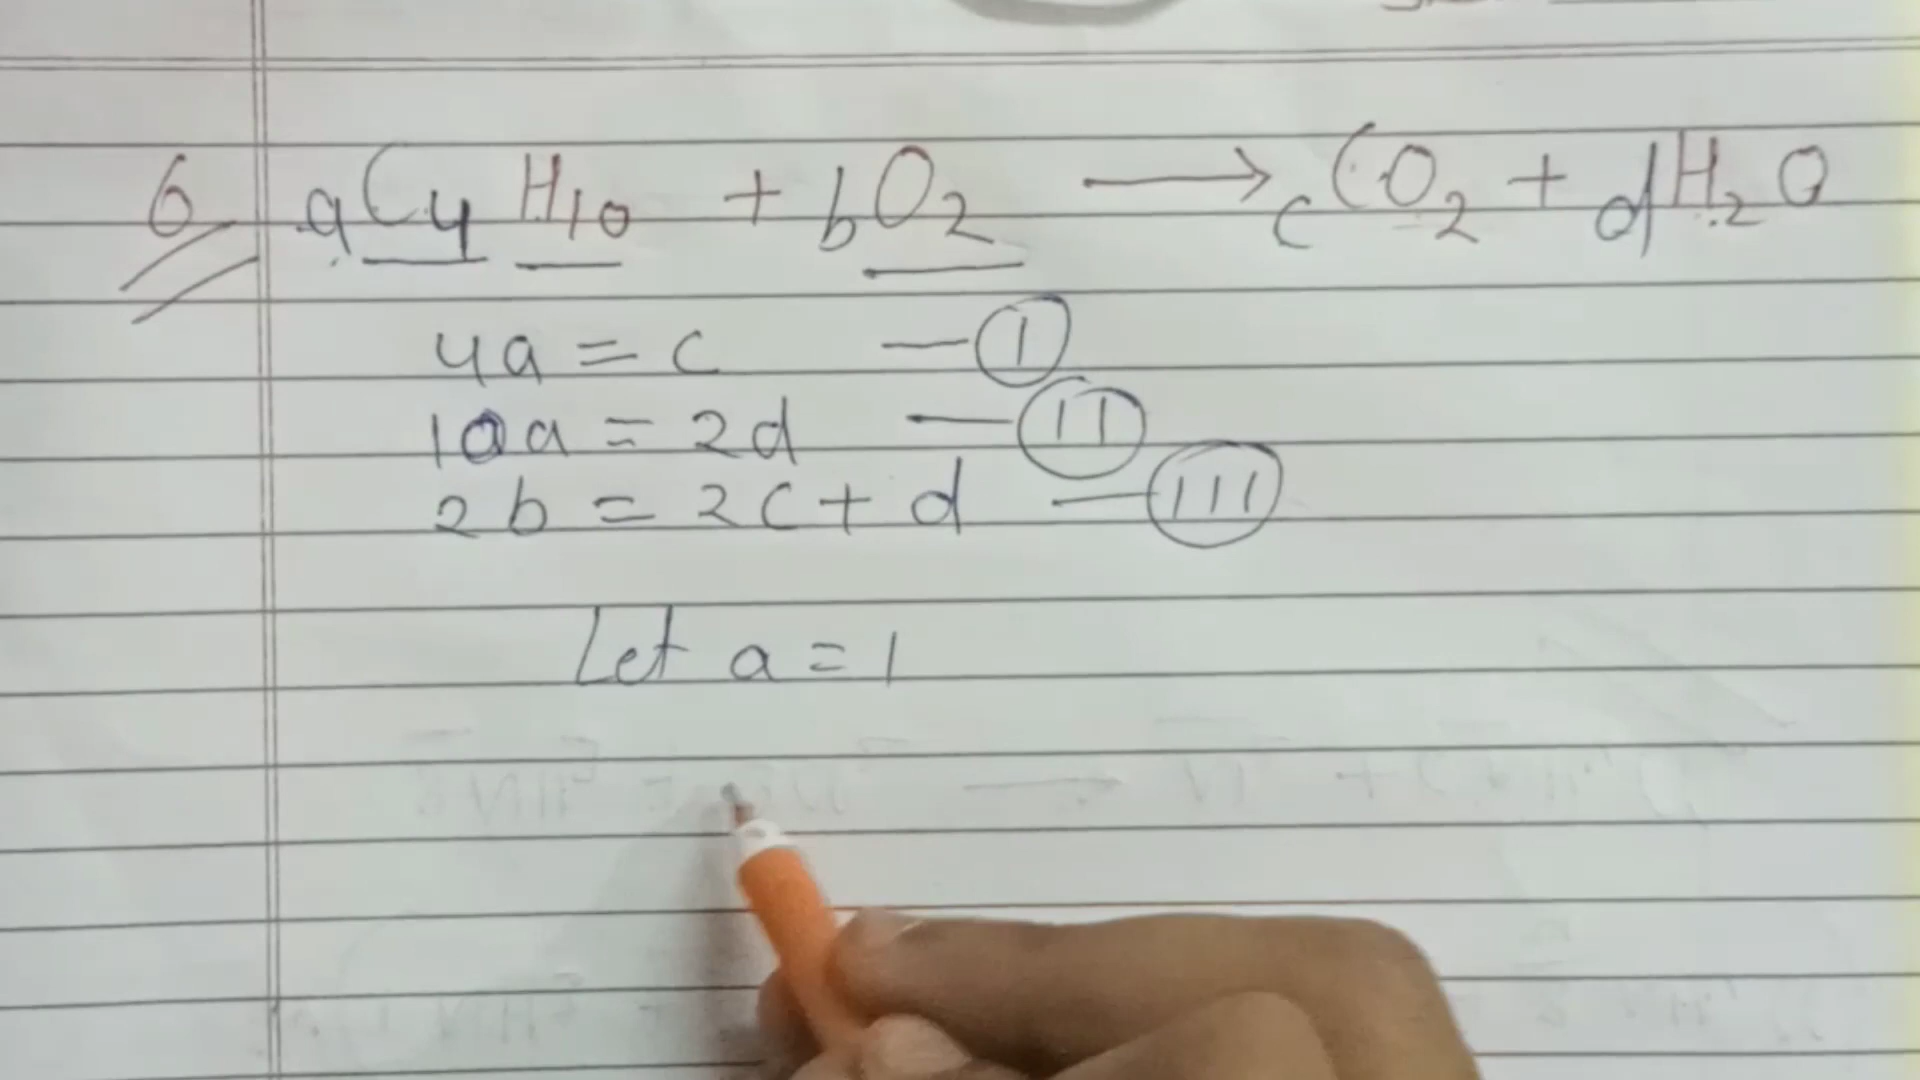 6 aC4H10 + bO2 → cCO2 + dH2O
4a = c — I
10a = 2d — II
2b = 2c + d — III
Let a = 1